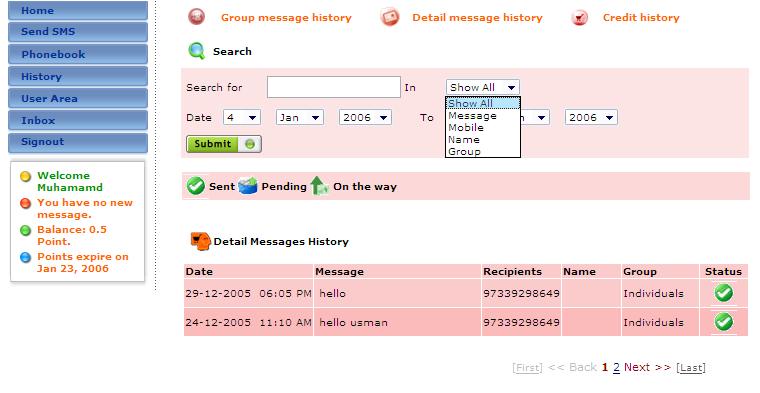 Home
Send SMS
Phonebook
History
User Area
Inbox
Signout
Welcome
Muhamamd
You have no new
message.
Balance: 0.5
Point.
Points expire on
Jan 23, 2006
Group message history Detail message history Credit history
Search
Search for In Show All
Show All
Message
Mobile
Name
Group
Date 4 Jan 2006 To 2006
Submit
Sent Pending On the way
Detail Messages History
Date Message Recipients Name Group Status
29-12-2005 06:05 PM hello 97339298649 Individuals
24-12-2005 11:10 AM hello usman 97339298649 Individuals
[First] << Back 1 2 Next >> [Last]